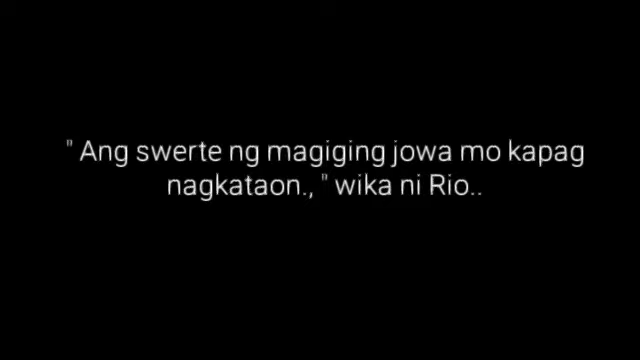 " Ang swerte ng magiging jowa mo kapag
nagkataon., " wika ni Rio..